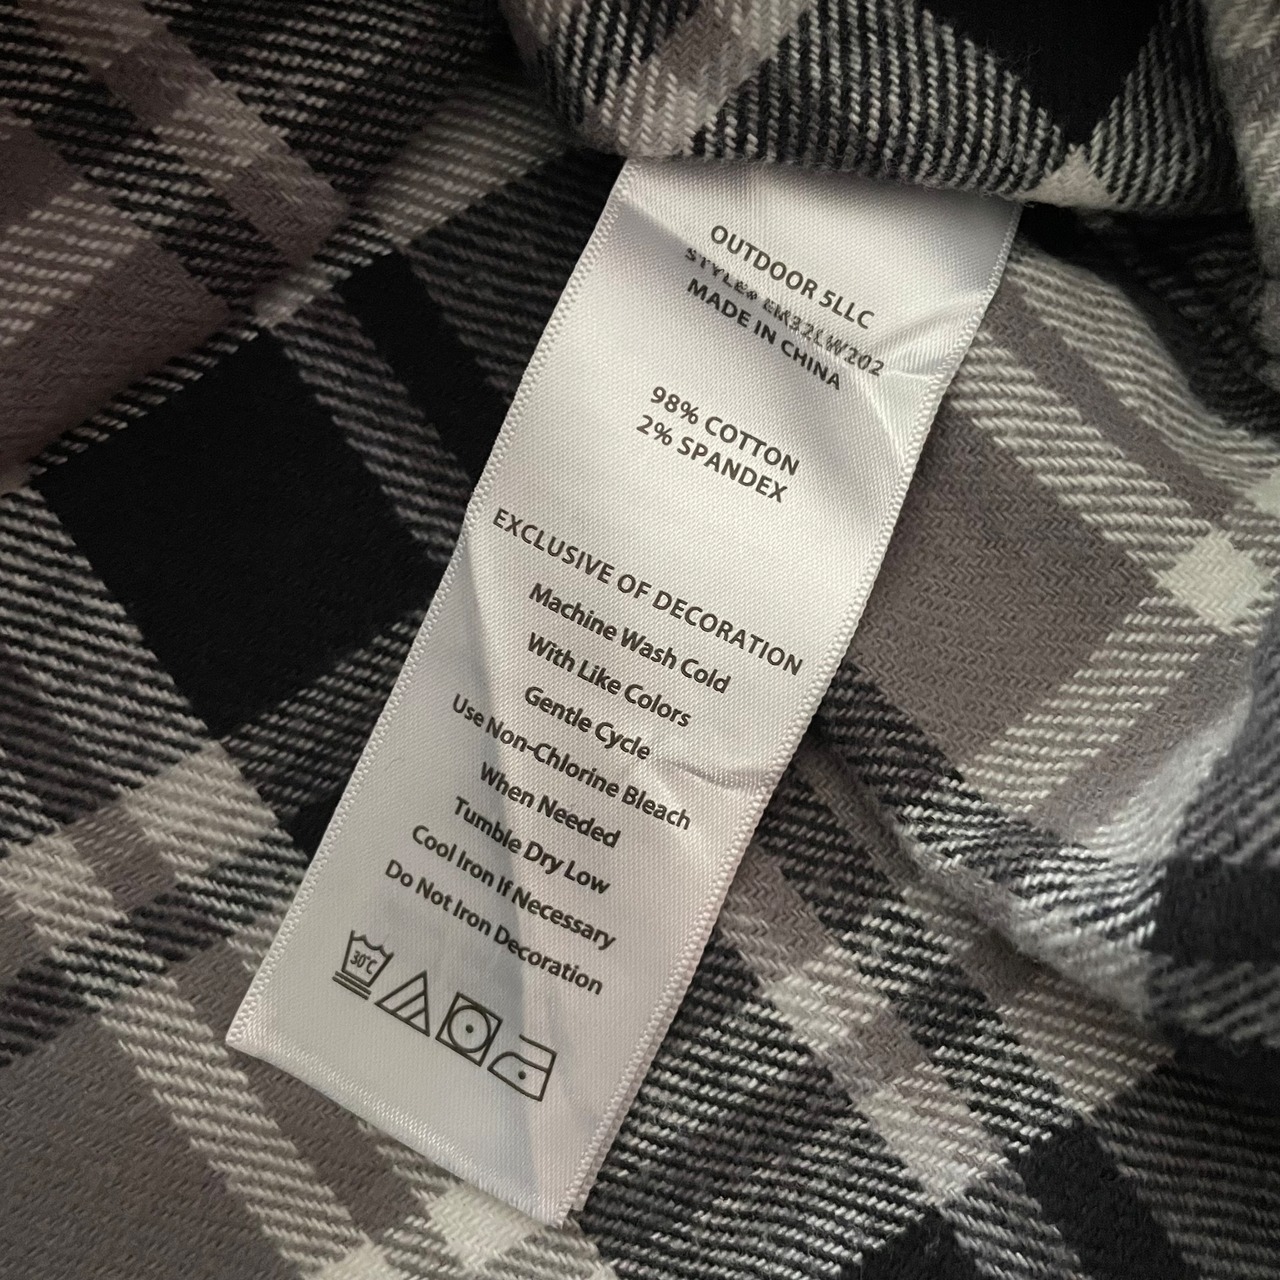 OUTDOOR 5LLC
STYLE# EM32LW202
MADE IN CHINA
98% COTTON
2% SPANDEX
EXCLUSIVE OF DECORATION
Machine Wash Cold
With Like Colors
Gentle Cycle
Use Non-Chlorine Bleach
When Needed
Tumble Dry Low
Cool Iron If Necessary
Do Not Iron Decoration
30°C